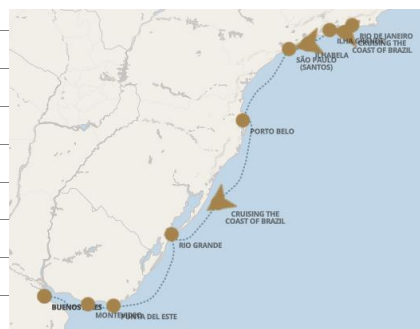 RIO DE JANEIRO
ILHA GRANDE
CRUISING THE
COAST OF BRAZIL
ILHABELA
SÃO PAULO
(SANTOS)
PORTO BELO
CRUISING THE
COAST OF BRAZIL
RIO GRANDE
BUENOS
MONTEVIDEO
PUNTA DEL ESTE